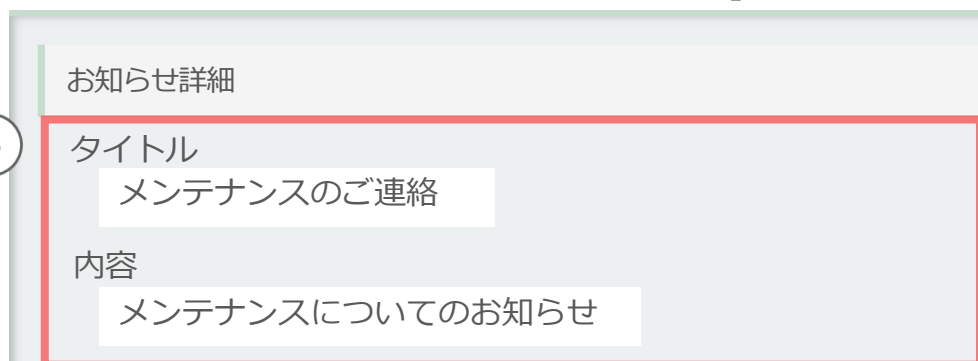 お知らせ詳細
タイトル
メンテナンスのご連絡
内容
メンテナンスについてのお知らせ